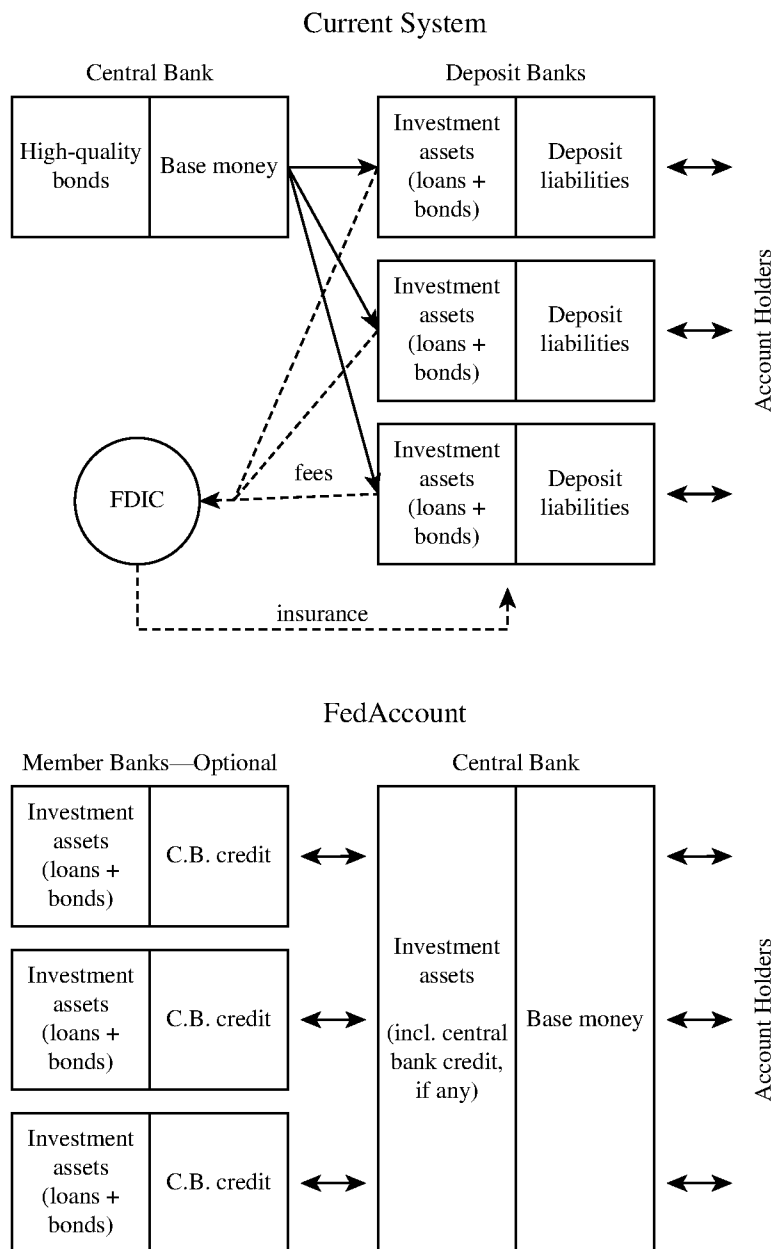 Current System
Central Bank
Deposit Banks
High-quality
bonds
Base money
Investment
assets
(loans +
bonds)
Deposit
liabilities
Investment
assets
(loans +
bonds)
Deposit
liabilities
Investment
assets
(loans +
bonds)
Deposit
liabilities
Account Holders
fees
FDIC
insurance
FedAccount
Member Banks—Optional
Central Bank
Investment
assets
(loans +
bonds)
C.B. credit
Investment
assets
(loans +
bonds)
C.B. credit
Investment
assets
(loans +
bonds)
C.B. credit
Investment
assets
(incl. central
bank credit,
if any)
Base money
Account Holders